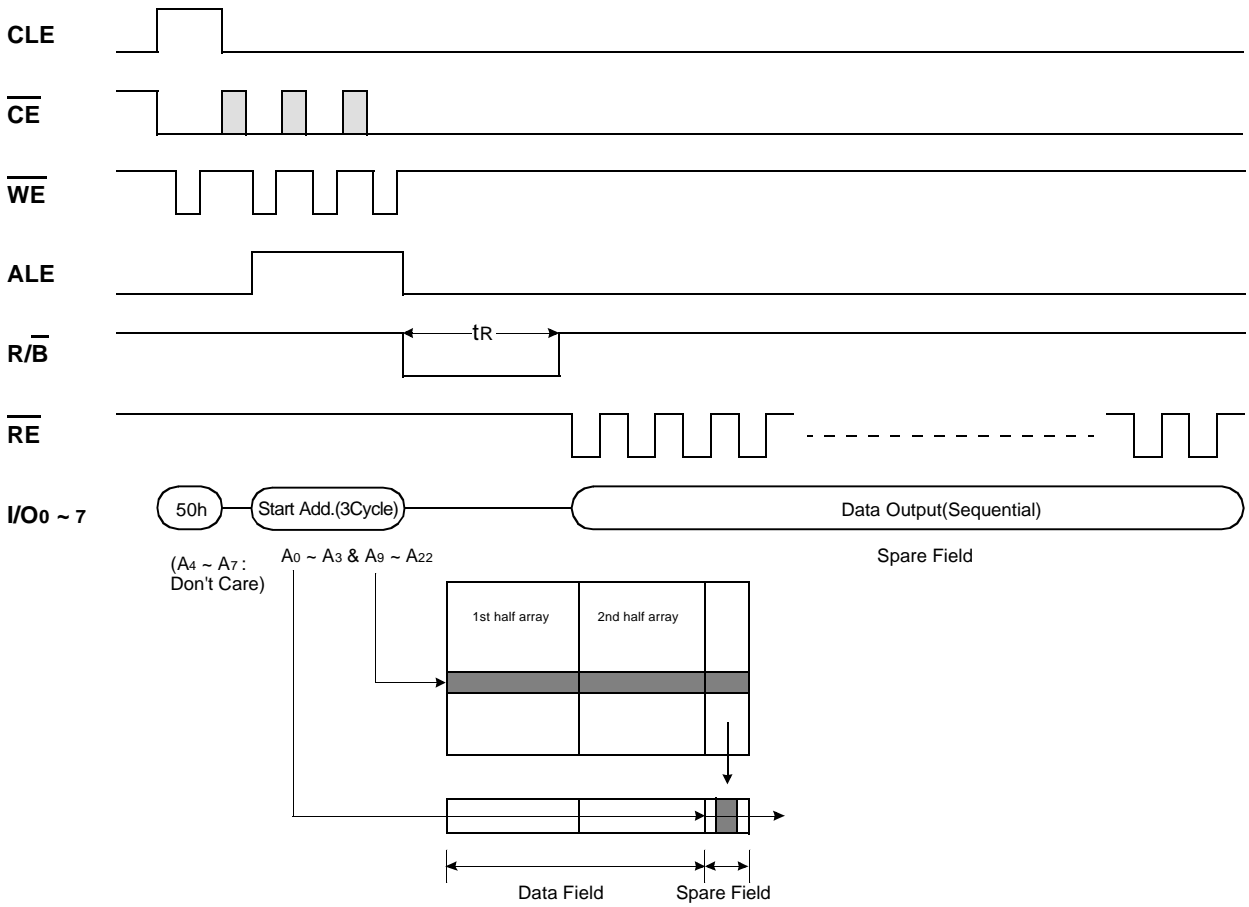 CLE
CE
WE
ALE
R/B
tR
RE
I/O0 ~ 7
50h
Start Add.(3Cycle)
Data Output(Sequential)
(A4 ~ A7 :
Don't Care)
A0 ~ A3 & A9 ~ A22
Spare Field
1st half array
2nd half array
Data Field
Spare Field